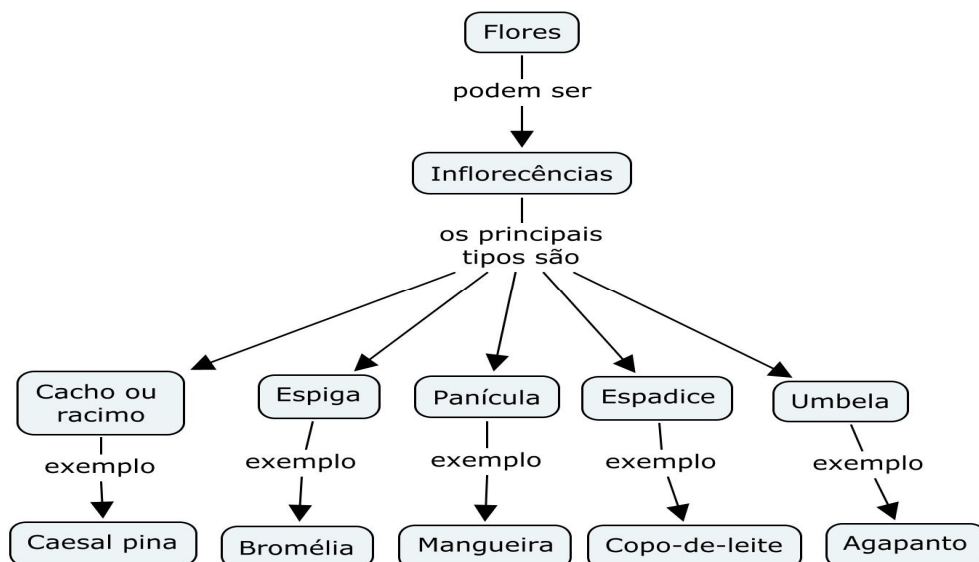 Flores
podem ser
Inflorecências
os principais
tipos são
Cacho ou
racimo
Espiga
Panícula
Espadice
Umbela
exemplo
exemplo
exemplo
exemplo
exemplo
Caesal pina
Bromélia
Mangueira
Copo-de-leite
Agapanto